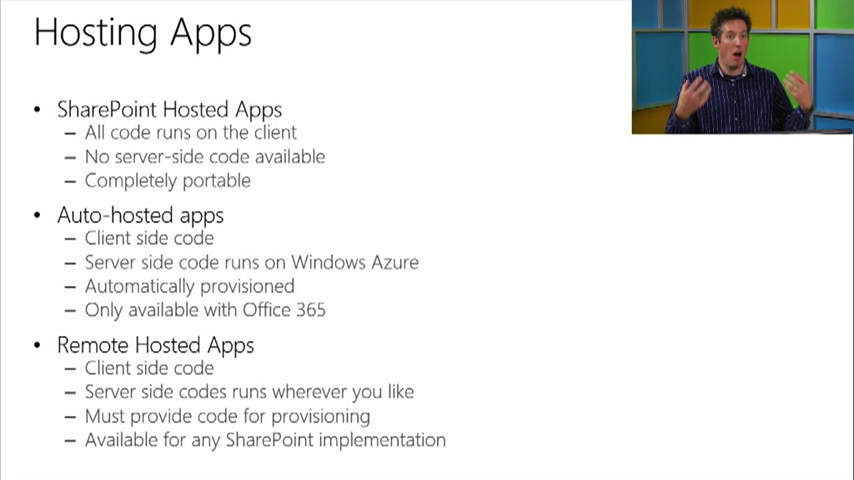 Hosting Apps
• SharePoint Hosted Apps
– All code runs on the client
– No server-side code available
– Completely portable
• Auto-hosted apps
– Client side code
– Server side code runs on Windows Azure
– Automatically provisioned
– Only available with Office 365
• Remote Hosted Apps
– Client side code
– Server side codes runs wherever you like
– Must provide code for provisioning
– Available for any SharePoint implementation